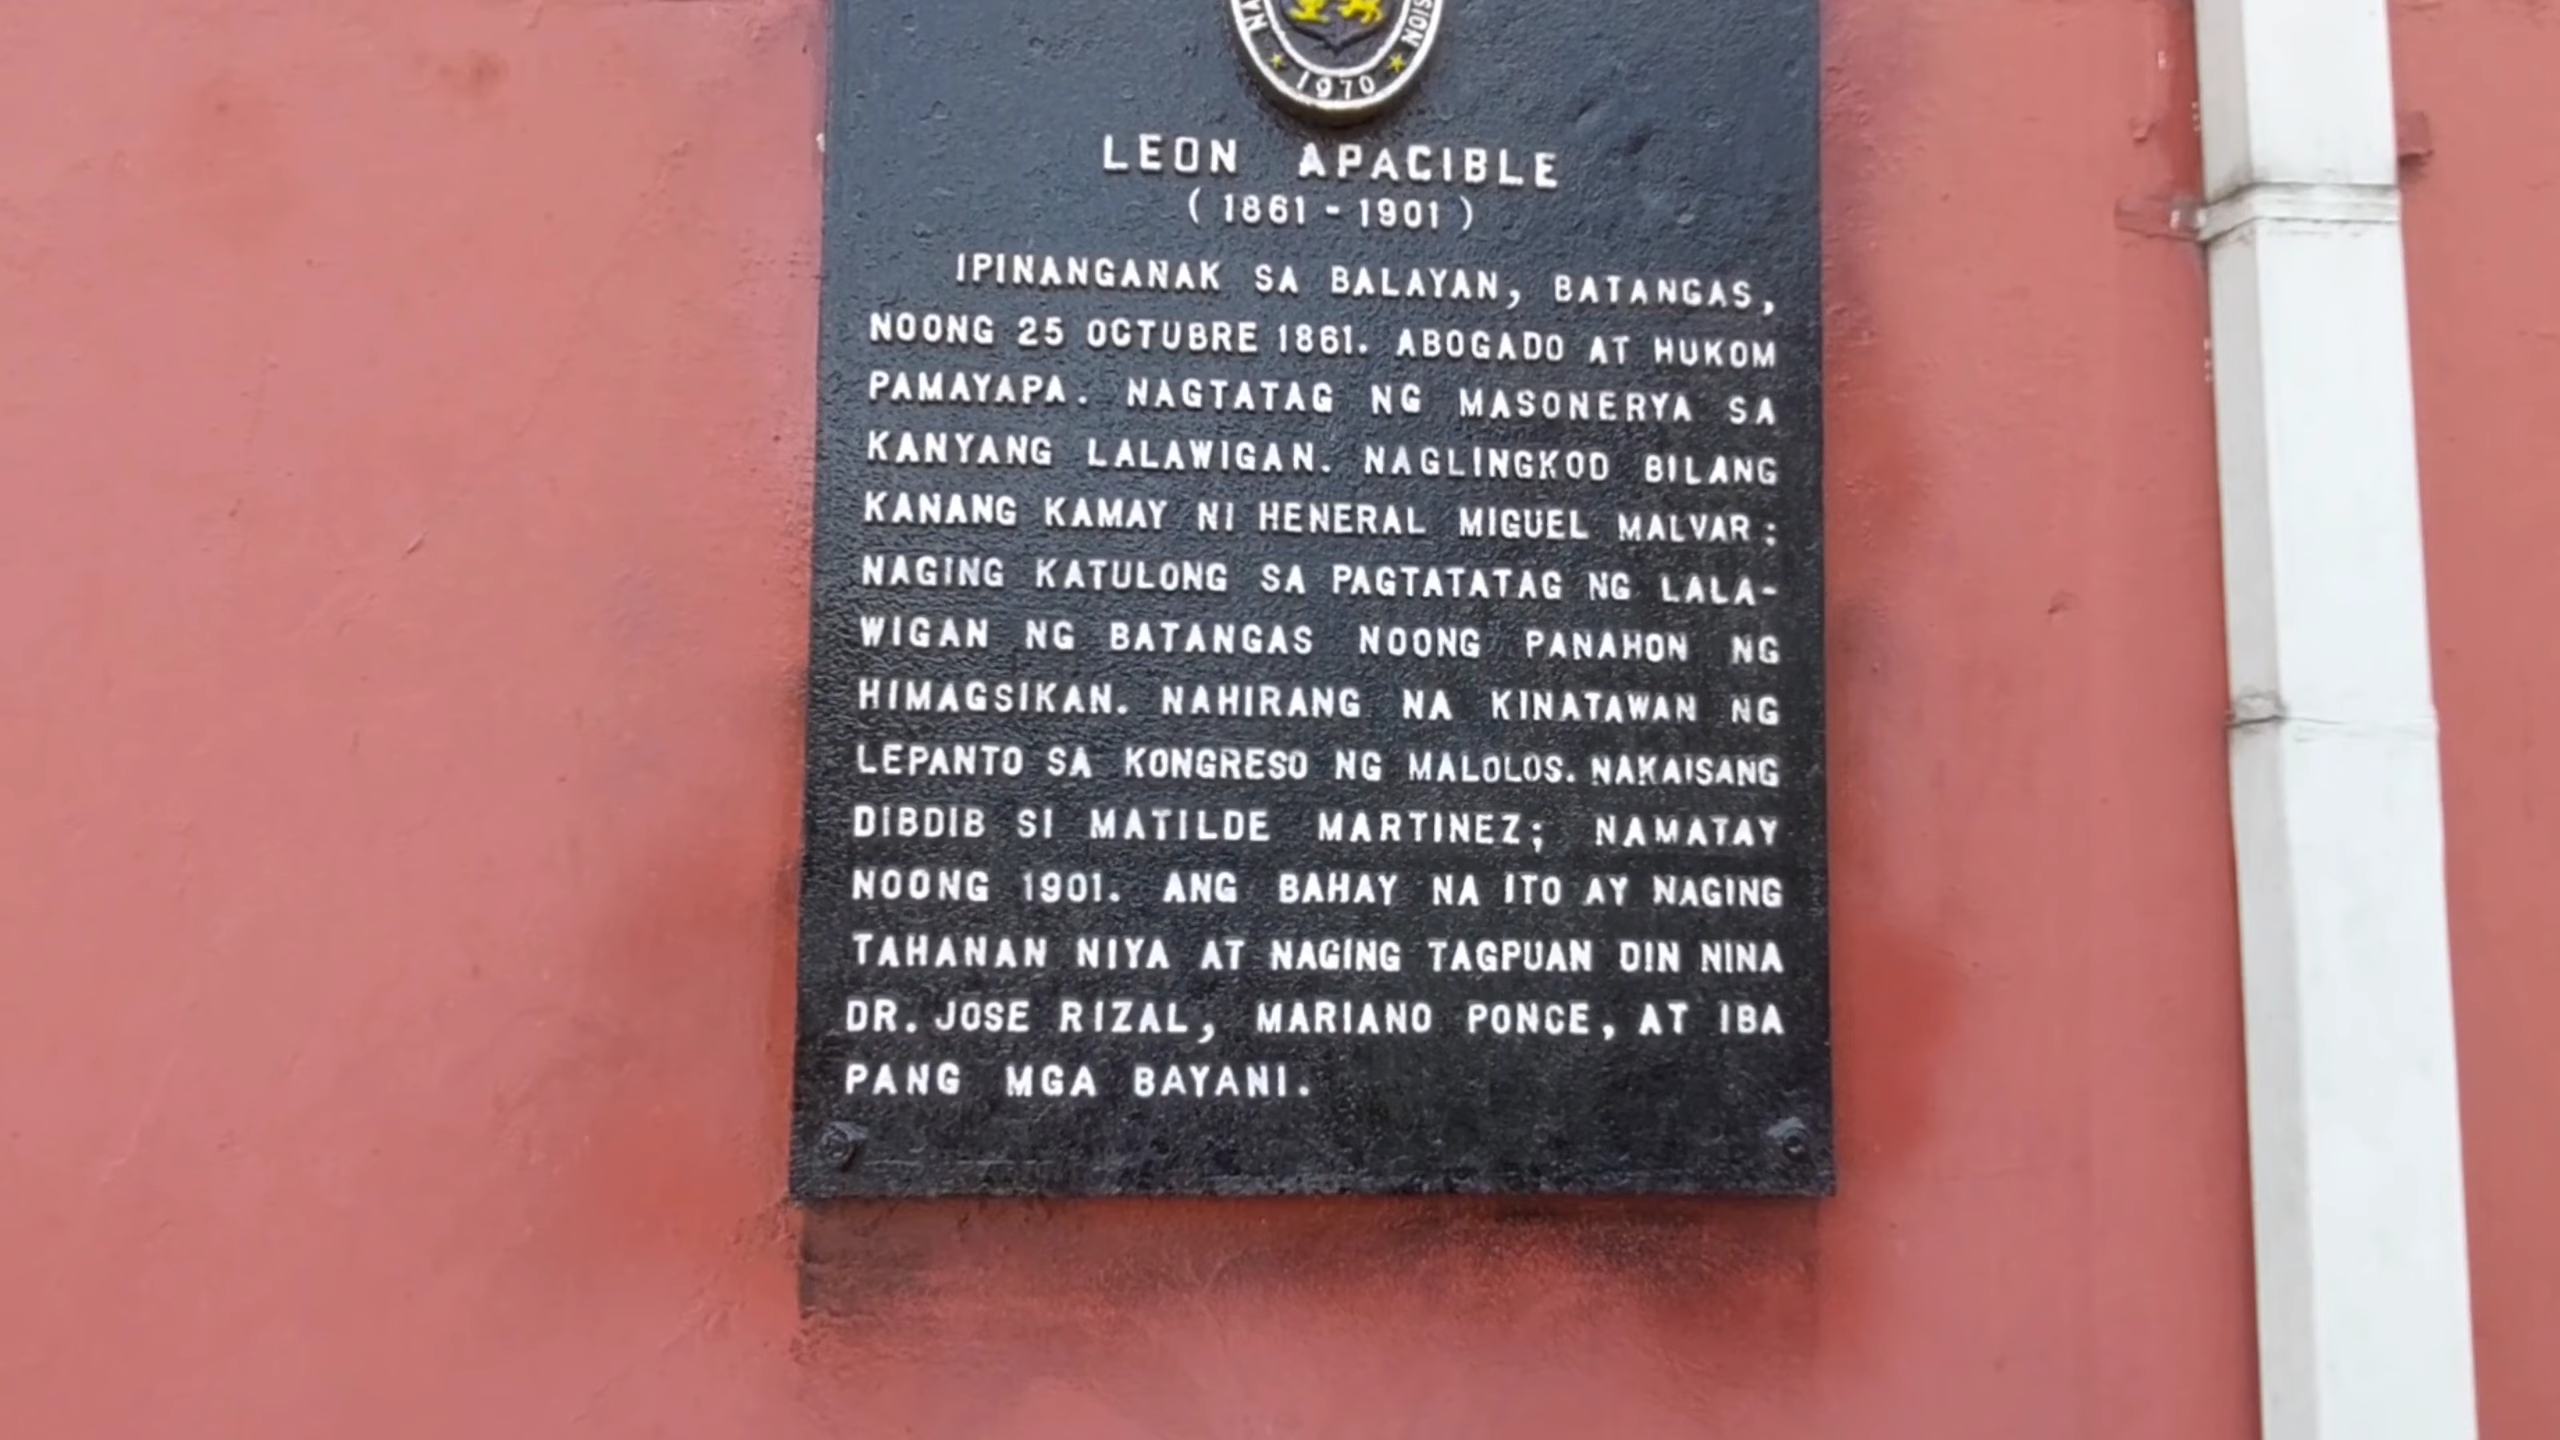 1970
LEON APACIBLE
( 1861 - 1901 )
IPINANGANAK SA BALAYAN, BATANGAS,
NOONG 25 OCTUBRE 1861. ABOGADO AT HUKOM
PAMAYAPA. NAGTATAG NG MASONERYA SA
KANYANG LALAWIGAN. NAGLINGKOD BILANG
KANANG KAMAY NI HENERAL MIGUEL MALVAR;
NAGING KATULONG SA PAGTATATAG NG LALA-
WIGAN NG BATANGAS NOONG PANAHON NG
HIMAGSIKAN. NAHIRANG NA KINATAWAN NG
LEPANTO SA KONGRESO NG MALOLOS. NAKAISANG
DIBDIB SI MATILDE MARTINEZ; NAMATAY
NOONG 1901. ANG BAHAY NA ITO AY NAGING
TAHANAN NIYA AT NAGING TAGPUAN DIN NINA
DR. JOSE RIZAL, MARIANO PONCE, AT IBA
PANG MGA BAYANI.